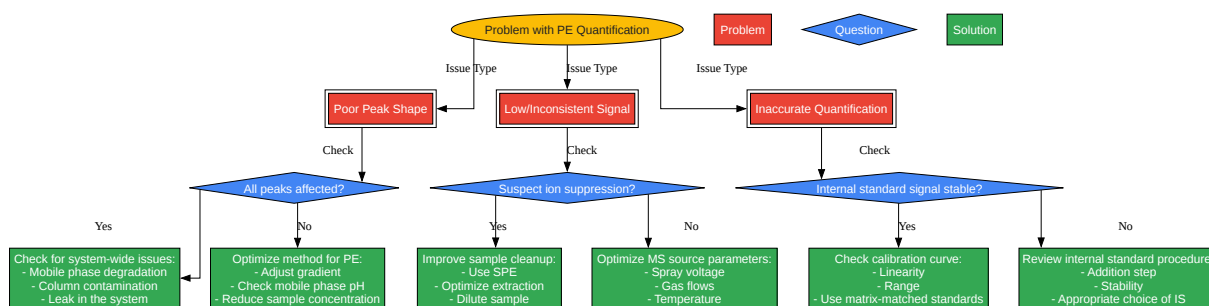 Problem with PE Quantification
Problem
Question
Solution
Issue Type
Issue Type
Issue Type
Poor Peak Shape
Low/Inconsistent Signal
Inaccurate Quantification
Check
Check
Check
All peaks affected?
Suspect ion suppression?
Internal standard signal stable?
Yes
No
Yes
No
Yes
No
Check for system-wide issues:
- Mobile phase degradation
- Column contamination
- Leak in the system
Optimize method for PE:
- Adjust gradient
- Check mobile phase pH
- Reduce sample concentration
Improve sample cleanup:
- Use SPE
- Optimize extraction
- Dilute sample
Optimize MS source parameters:
- Spray voltage
- Gas flows
- Temperature
Check calibration curve:
- Linearity
- Range
- Use matrix-matched standards
Review internal standard procedure:
- Addition step
- Stability
- Appropriate choice of IS